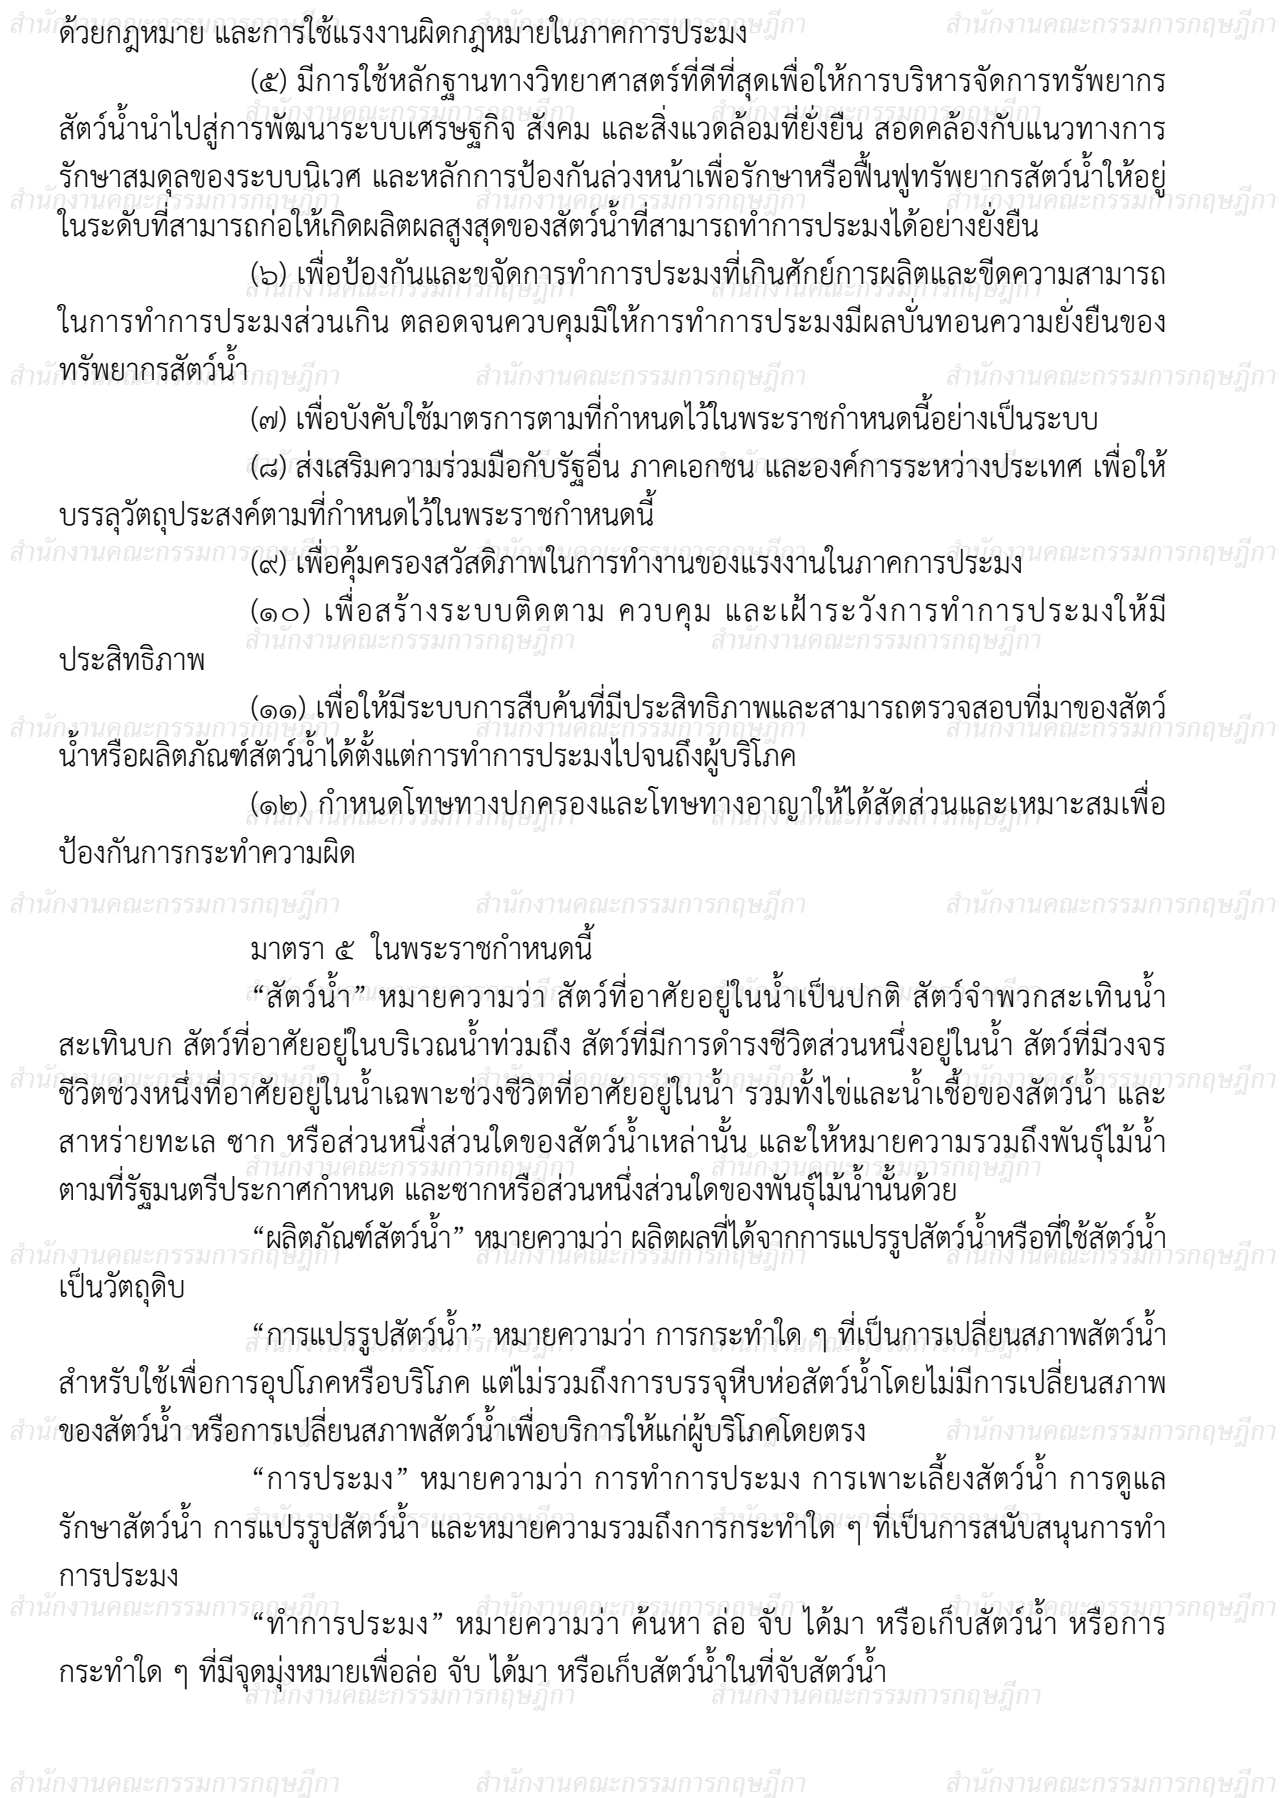 ด้วยกฎหมาย และการใช้แรงงานผิดกฎหมายในภาคการประมง
(๕) มีการใช้หลักฐานทางวิทยาศาสตร์ที่ดีที่สุดเพื่อให้การบริหารจัดการทรัพยากร
สัตว์น้ำนำไปสู่การพัฒนาระบบเศรษฐกิจ สังคม และสิ่งแวดล้อมที่ยั่งยืน สอดคล้องกับแนวทางการ
รักษาสมดุลของระบบนิเวศ และหลักการป้องกันล่วงหน้าเพื่อรักษาหรือฟื้นฟูทรัพยากรสัตว์น้ำให้อยู่
ในระดับที่สามารถก่อให้เกิดผลิตผลสูงสุดของสัตว์น้ำที่สามารถทำการประมงได้อย่างยั่งยืน
(๖) เพื่อป้องกันและขจัดการทำการประมงที่เกินศักย์การผลิตและขีดความสามารถ
ในการทำการประมงส่วนเกิน ตลอดจนควบคุมมิให้การทำการประมงมีผลบั่นทอนความยั่งยืนของ
ทรัพยากรสัตว์น้ำ
(๗) เพื่อบังคับใช้มาตรการตามที่กำหนดไว้ในพระราชกำหนดนี้อย่างเป็นระบบ
(๘) ส่งเสริมความร่วมมือกับรัฐอื่น ภาคเอกชน และองค์การระหว่างประเทศ เพื่อให้
บรรลุวัตถุประสงค์ตามที่กำหนดไว้ในพระราชกำหนดนี้
(๙) เพื่อคุ้มครองสวัสดิภาพในการทำงานของแรงงานในภาคการประมง
(๑๐) เพื่อสร้างระบบติดตาม ควบคุม และเฝ้าระวังการทำการประมงให้มี
ประสิทธิภาพ
(๑๑) เพื่อให้มีระบบการสืบค้นที่มีประสิทธิภาพและสามารถตรวจสอบที่มาของสัตว์
น้ำหรือผลิตภัณฑ์สัตว์น้ำได้ตั้งแต่การทำการประมงไปจนถึงผู้บริโภค
(๑๒) กำหนดโทษทางปกครองและโทษทางอาญาให้ได้สัดส่วนและเหมาะสมเพื่อ
ป้องกันการกระทำความผิด
มาตรา ๕ ในพระราชกำหนดนี้
“สัตว์น้ำ” หมายความว่า สัตว์ที่อาศัยอยู่ในน้ำเป็นปกติ สัตว์จำพวกสะเทินน้ำ
สะเทินบก สัตว์ที่อาศัยอยู่ในบริเวณน้ำท่วมถึง สัตว์ที่มีการดำรงชีวิตส่วนหนึ่งอยู่ในน้ำ สัตว์ที่มีวงจร
ชีวิตช่วงหนึ่งที่อาศัยอยู่ในน้ำเฉพาะช่วงชีวิตที่อาศัยอยู่ในน้ำ รวมทั้งไข่และน้ำเชื้อของสัตว์น้ำ และ
สาหร่ายทะเล ซาก หรือส่วนหนึ่งส่วนใดของสัตว์น้ำเหล่านั้น และให้หมายความรวมถึงพันธุ์ไม้น้ำ
ตามที่รัฐมนตรีประกาศกำหนด และซากหรือส่วนหนึ่งส่วนใดของพันธุ์ไม้น้ำนั้นด้วย
“ผลิตภัณฑ์สัตว์น้ำ” หมายความว่า ผลิตผลที่ได้จากการแปรรูปสัตว์น้ำหรือที่ใช้สัตว์น้ำ
เป็นวัตถุดิบ
“การแปรรูปสัตว์น้ำ” หมายความว่า การกระทำใด ๆ ที่เป็นการเปลี่ยนสภาพสัตว์น้ำ
สำหรับใช้เพื่อการอุปโภคหรือบริโภค แต่ไม่รวมถึงการบรรจุหีบห่อสัตว์น้ำโดยไม่มีการเปลี่ยนสภาพ
ของสัตว์น้ำ หรือการเปลี่ยนสภาพสัตว์น้ำเพื่อบริการให้แก่ผู้บริโภคโดยตรง
“การประมง” หมายความว่า การทำการประมง การเพาะเลี้ยงสัตว์น้ำ การดูแล
รักษาสัตว์น้ำ การแปรรูปสัตว์น้ำ และหมายความรวมถึงการกระทำใด ๆ ที่เป็นการสนับสนุนการทำ
การประมง
“ทำการประมง” หมายความว่า ค้นหา ล่อ จับ ได้มา หรือเก็บสัตว์น้ำ หรือการ
กระทำใด ๆ ที่มีจุดมุ่งหมายเพื่อล่อ จับ ได้มา หรือเก็บสัตว์น้ำในที่จับสัตว์น้ำ
สำนักงานคณะกรรมการกฤษฎีกา สำนักงานคณะกรรมการกฤษฎีกา สำนักงานคณะกรรมการกฤษฎีกา